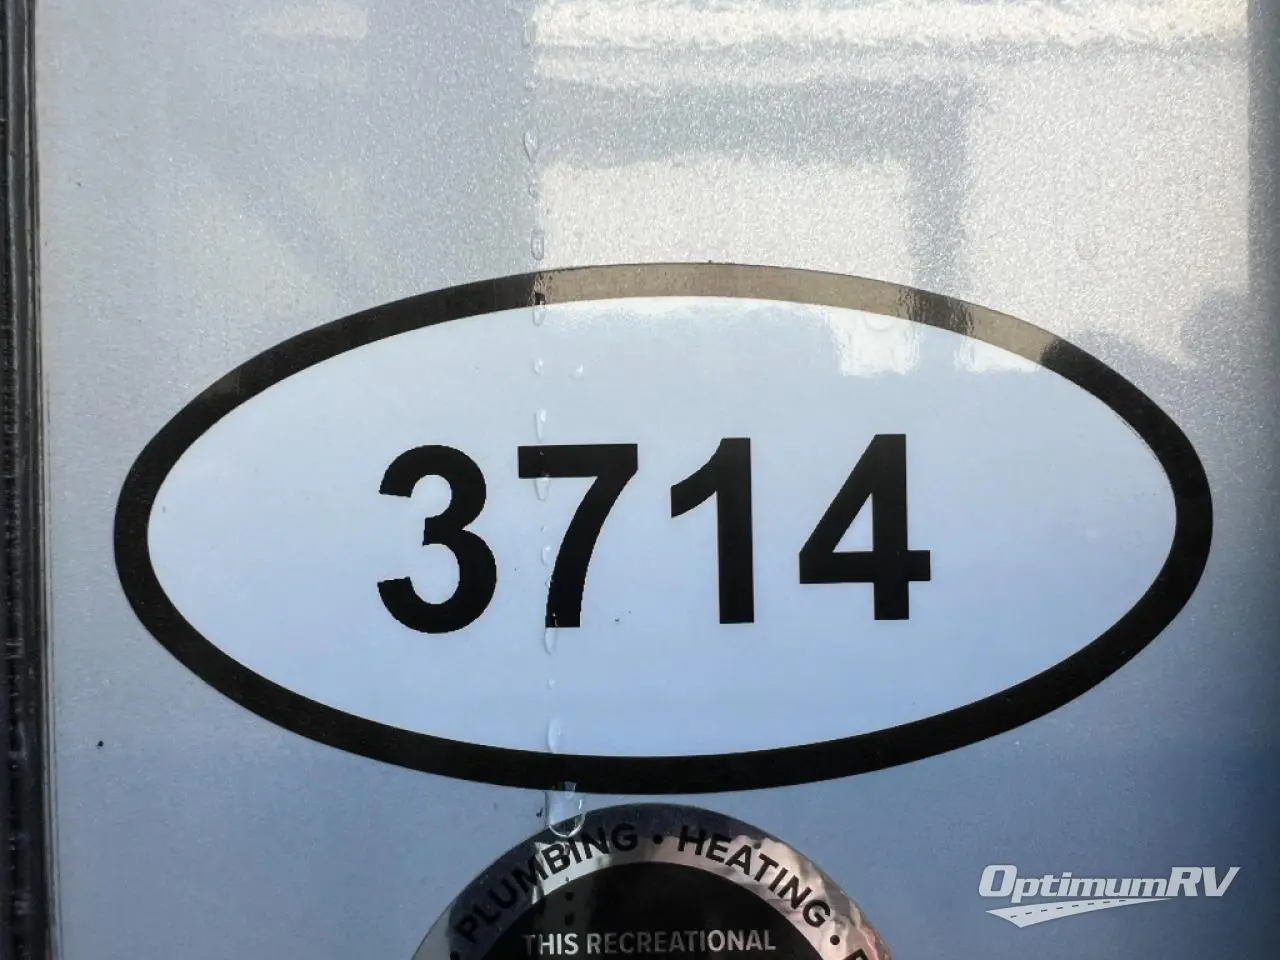 3714
PLUMBING • HEATING •
THIS RECREATIONAL
OptimumRV